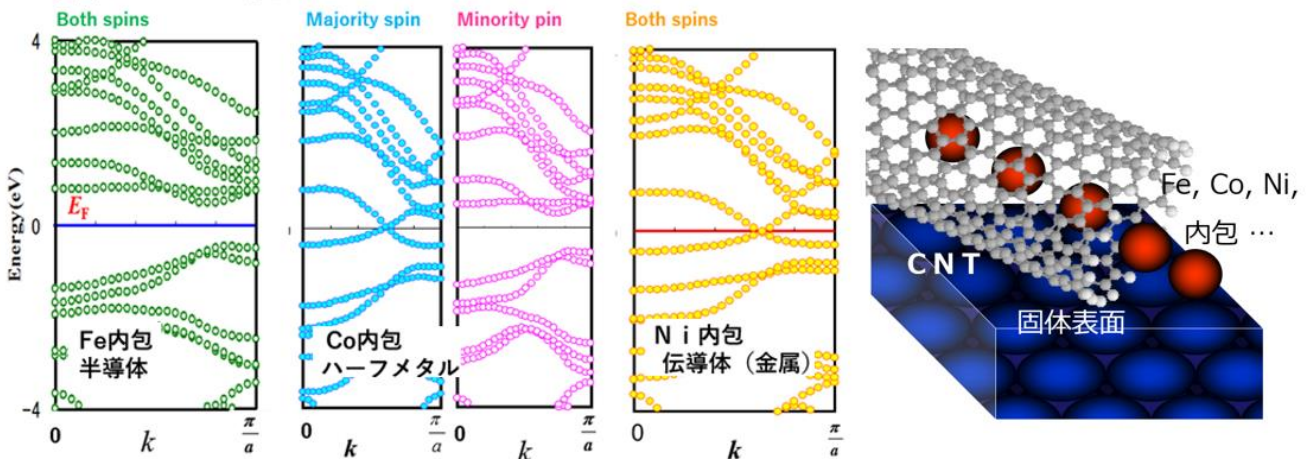 Both spins
Majority spin
Minority pin
Both spins
Energy(eV)
4
0
-4
E_F
Fe内包
半導体
Co内包
ハーフメタル
Ni内包
伝導体(金属)
0
k
π/a
0
k
π/a
0
k
π/a
0
k
π/a
Fe, Co, Ni,
内包 …
CNT
固体表面